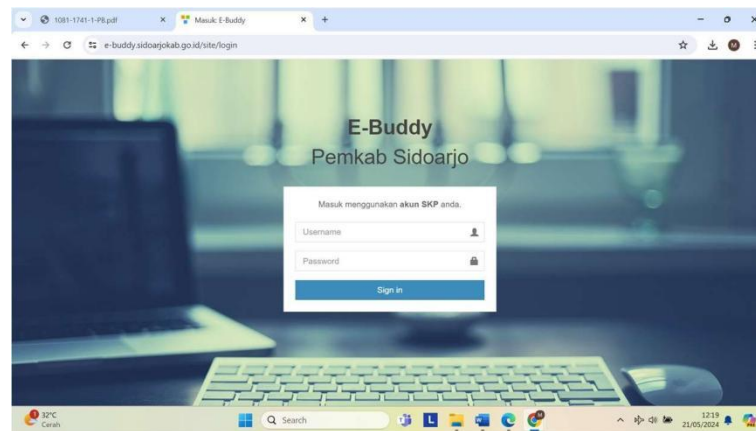 1081-1741-1-PB.pdf
Masuk: E-Buddy
e-buddy.sidoarjokab.go.id/site/login
M
E-Buddy
Pemkab Sidoarjo
Masuk menggunakan akun SKP anda.
Username
Password
Sign in
32°C
Cerah
Search
12:19
21/05/2024